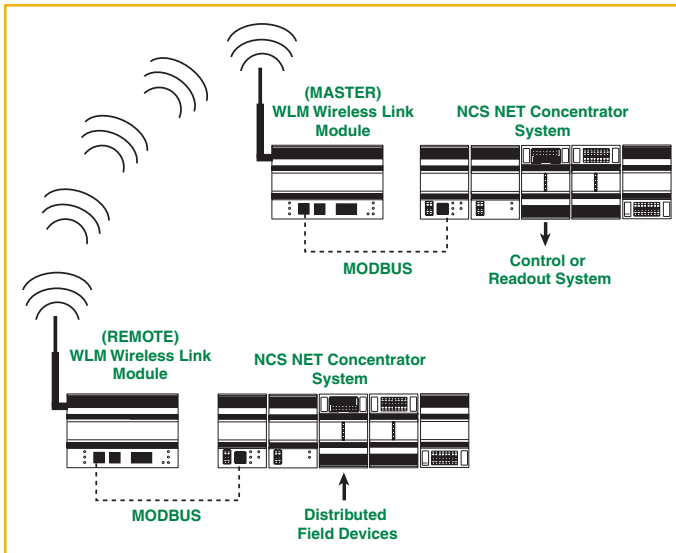 (MASTER)
WLM Wireless Link
Module
NCS NET Concentrator
System
MODBUS
Control or
Readout System
(REMOTE)
WLM Wireless Link
Module
NCS NET Concentrator
System
MODBUS
Distributed
Field Devices